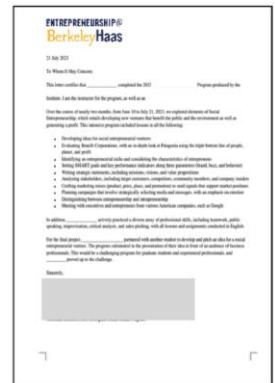 ENTREPRENEURSHIP@
BerkeleyHaas
21 July 2023
To Whom It May Concern:
This letter certifies that ____________, completed the 2023 Program produced by the
Institute. I am the instructor for the program, as well as an
Over the course of nearly two months, from June 10 to July 21, 2023, we explored elements of Social
Entrepreneurship, which entails developing new ventures that benefit the public and the environment as well as
generating a profit. This intensive program included lessons in all the following:
• Developing ideas for social entrepreneurial ventures
• Evaluating Benefit Corporations, with an in-depth look at Patagonia using the triple bottom line of people,
planet, and profit
• Identifying an entrepreneurial niche and considering the characteristics of entrepreneurs
• Setting SMART goals and key performance indicators along three parameters (brand, buzz, and behavior)
• Writing strategic statements, including missions, visions, and value propositions
• Analyzing stakeholders, including target customers, competitors, community members, and company insiders
• Crafting marketing mixes (product, price, place, and promotion) to send signals that support market positions
• Planning campaigns that involve strategically selecting media and messages, with an emphasis on emotion
• Distinguishing between entrepreneurship and intrapreneurship
• Meeting with executives and entrepreneurs from various American companies, such as Google
In addition, __________ actively practiced a diverse array of professional skills, including teamwork, public
speaking, improvisation, critical analysis, and sales pitching, with all lessons and assignments conducted in English.
For the final project, ________ partnered with another student to develop and pitch an idea for a social
entrepreneurial venture. The program culminated in the presentation of their idea in front of an audience of business
professionals. This would be a challenging program for graduate students and experienced professionals, and
________ proved up to the challenge.
Sincerely,